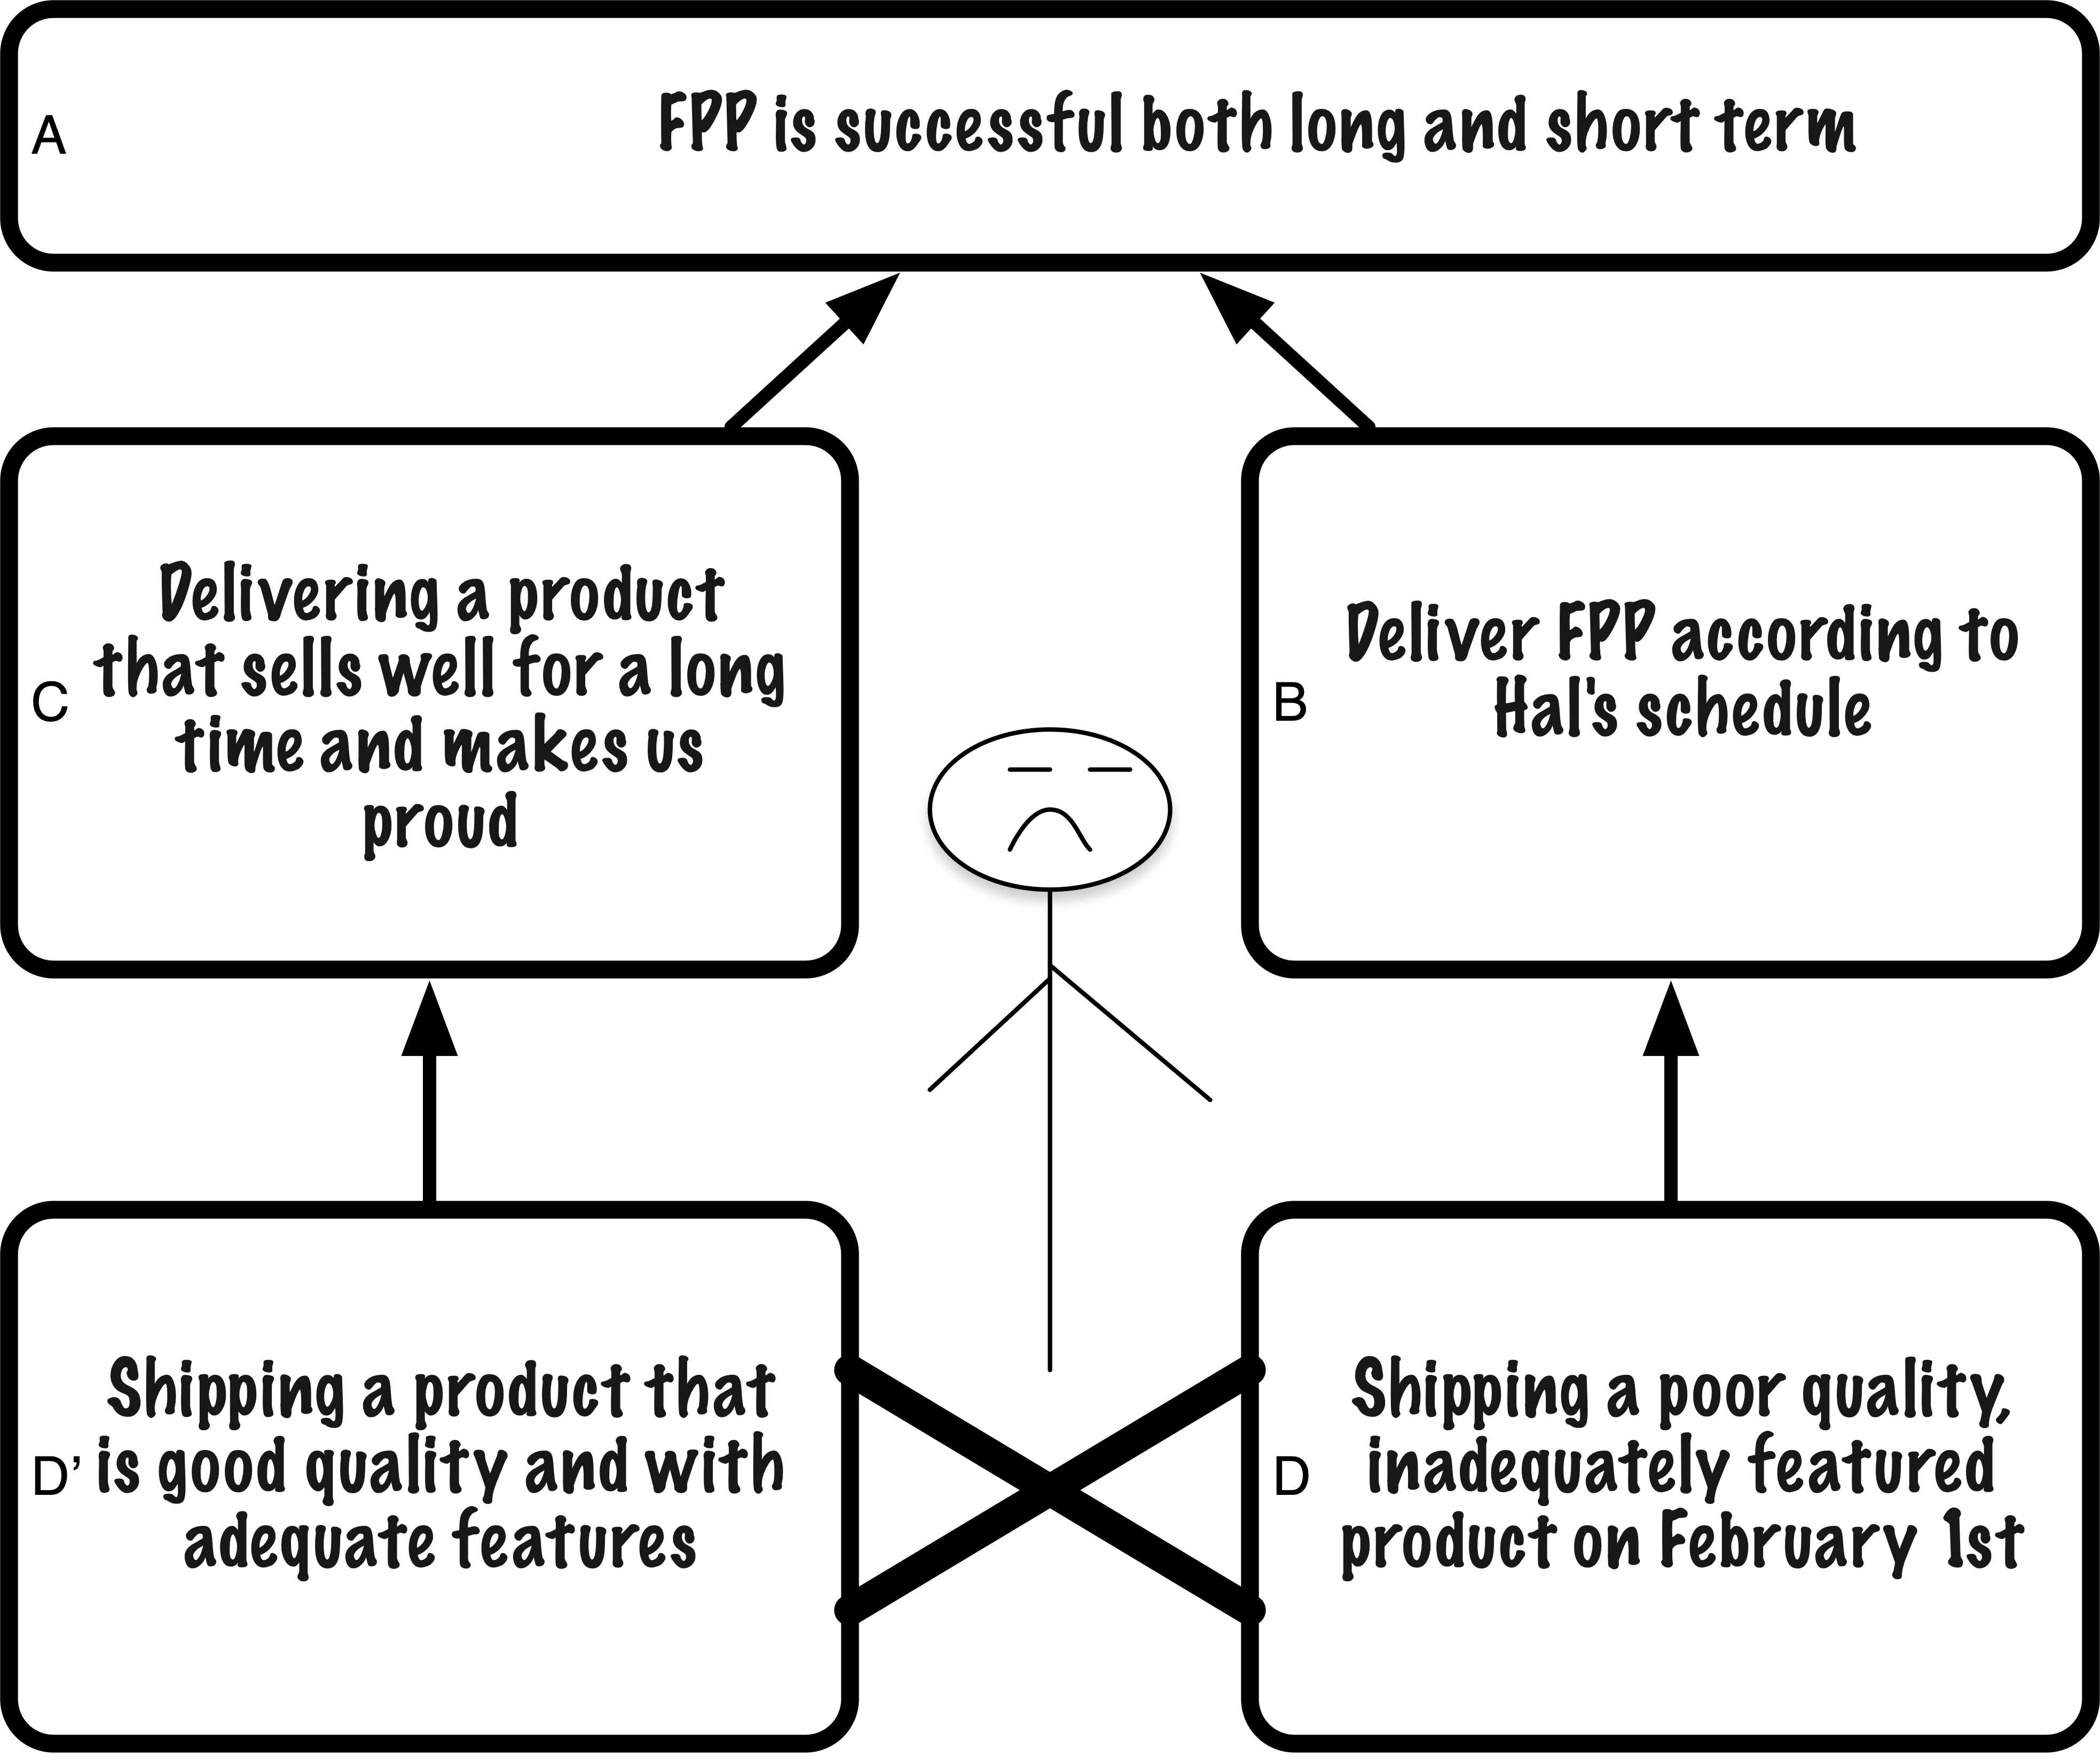 A
FPP is successful both long and short term
C
Delivering a product
that sells well for a long
time and makes us
proud
B
Deliver FPP according to
Hal's schedule
D’
Shipping a product that
is good quality and with
adequate features
D
Shipping a poor quality,
inadequately featured
product on February 1st